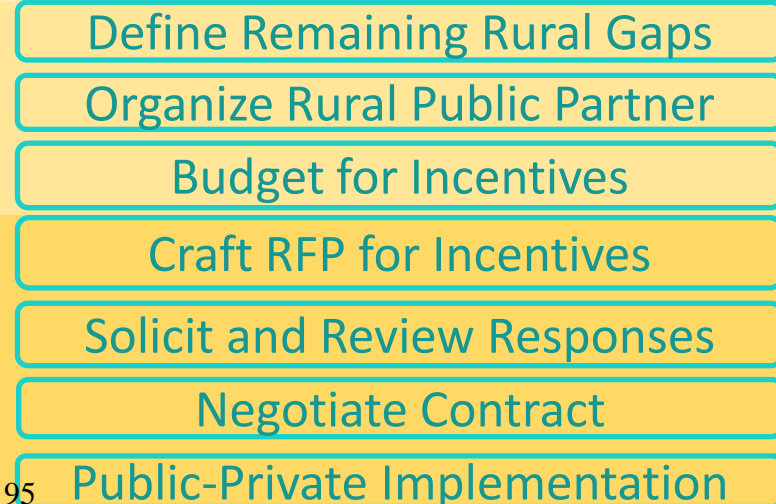 Define Remaining Rural Gaps
Organize Rural Public Partner
Budget for Incentives
Craft RFP for Incentives
Solicit and Review Responses
Negotiate Contract
95 Public-Private Implementation